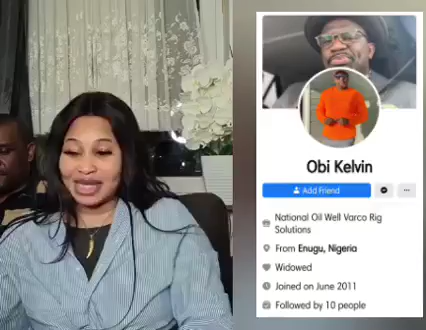 Obi Kelvin
Add Friend
National Oil Well Varco Rig
Solutions
From Enugu, Nigeria
Widowed
Joined on June 2011
Followed by 10 people